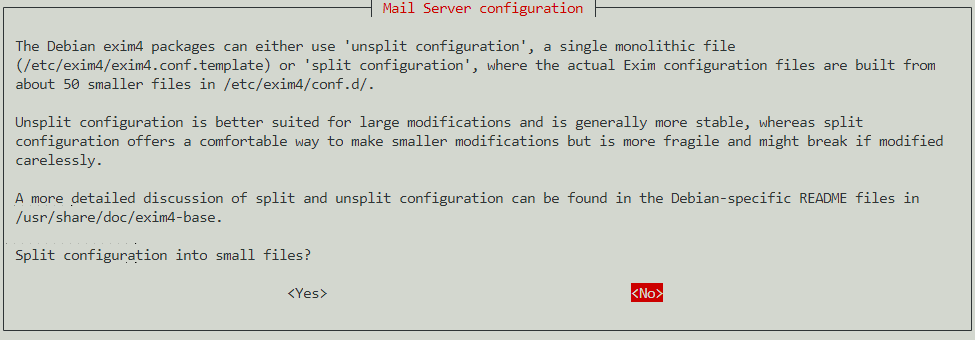 Mail Server configuration
The Debian exim4 packages can either use 'unsplit configuration', a single monolithic file
(/etc/exim4/exim4.conf.template) or 'split configuration', where the actual Exim configuration files are built from
about 50 smaller files in /etc/exim4/conf.d/.
Unsplit configuration is better suited for large modifications and is generally more stable, whereas split
configuration offers a comfortable way to make smaller modifications but is more fragile and might break if modified
carelessly.
A more detailed discussion of split and unsplit configuration can be found in the Debian-specific README files in
/usr/share/doc/exim4-base.
Split configuration into small files?
<Yes> <No>